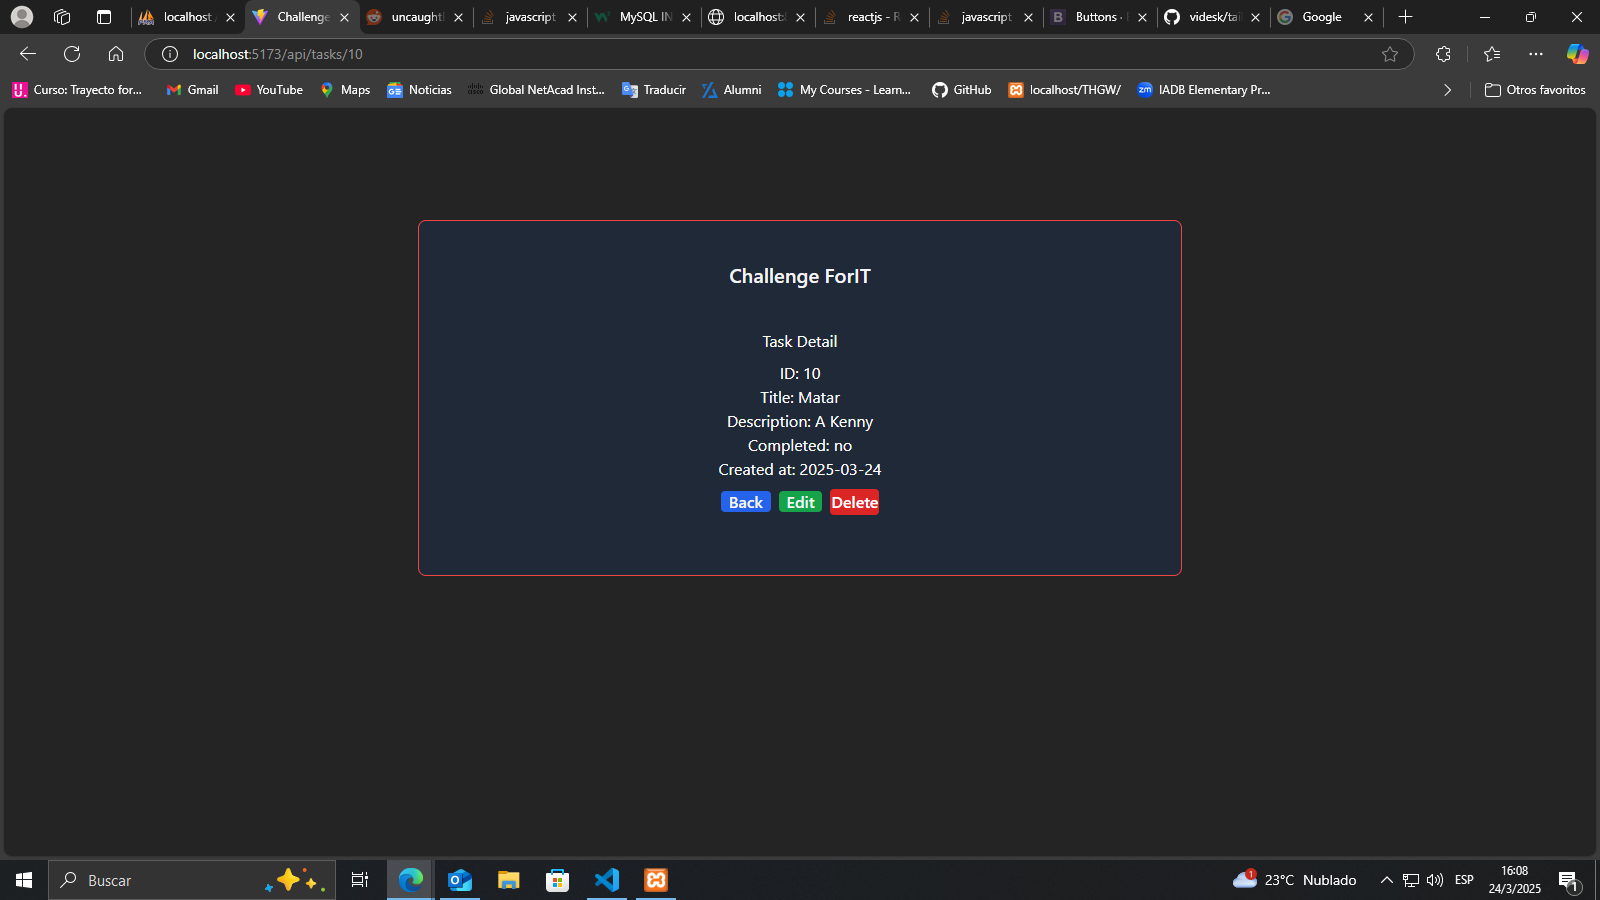 localhost /
Challenge
uncaught
javascript
MySQL IN
localhost:
reactjs - R
javascript
Buttons ·
videsk/tai
Google
localhost:5173/api/tasks/10
Curso: Trayecto for...
Gmail
YouTube
Maps
Noticias
Global NetAcad Inst...
Traducir
Alumni
My Courses - Learn...
GitHub
localhost/THGW/
IADB Elementary Pr...
Otros favoritos
Challenge ForIT
Task Detail
ID: 10
Title: Matar
Description: A Kenny
Completed: no
Created at: 2025-03-24
Back Edit Delete
Buscar
1
23°C Nublado
ESP
16:08
24/3/2025
1